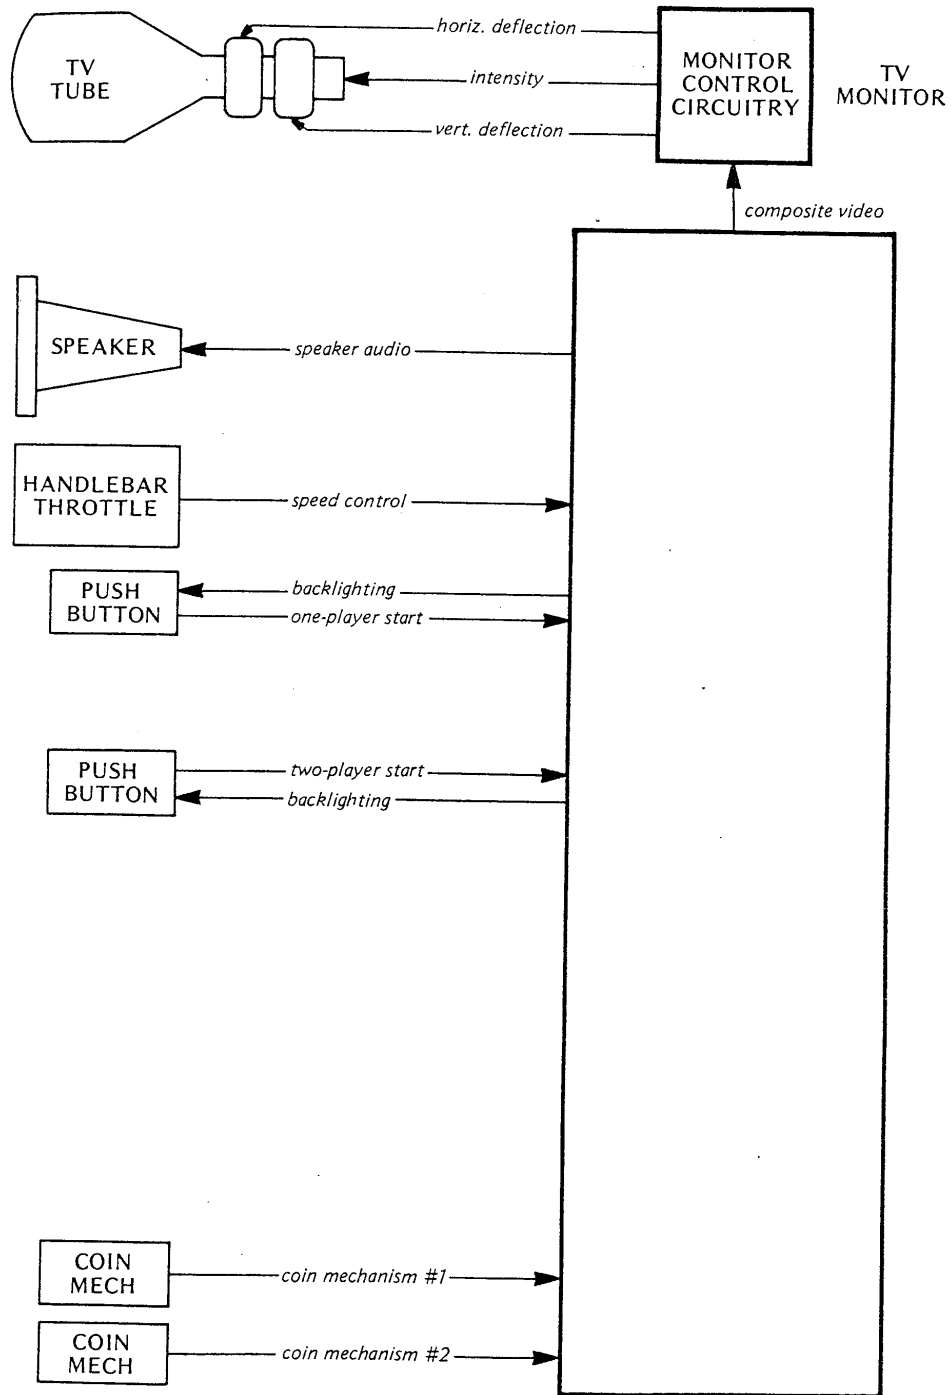 horiz. deflection
TV
TUBE
intensity
vert. deflection
MONITOR
CONTROL
CIRCUITRY
TV
MONITOR
composite video
SPEAKER
speaker audio
HANDLEBAR
THROTTLE
speed control
PUSH
BUTTON
backlighting
one-player start
PUSH
BUTTON
two-player start
backlighting
COIN
MECH
coin mechanism #1
COIN
MECH
coin mechanism #2